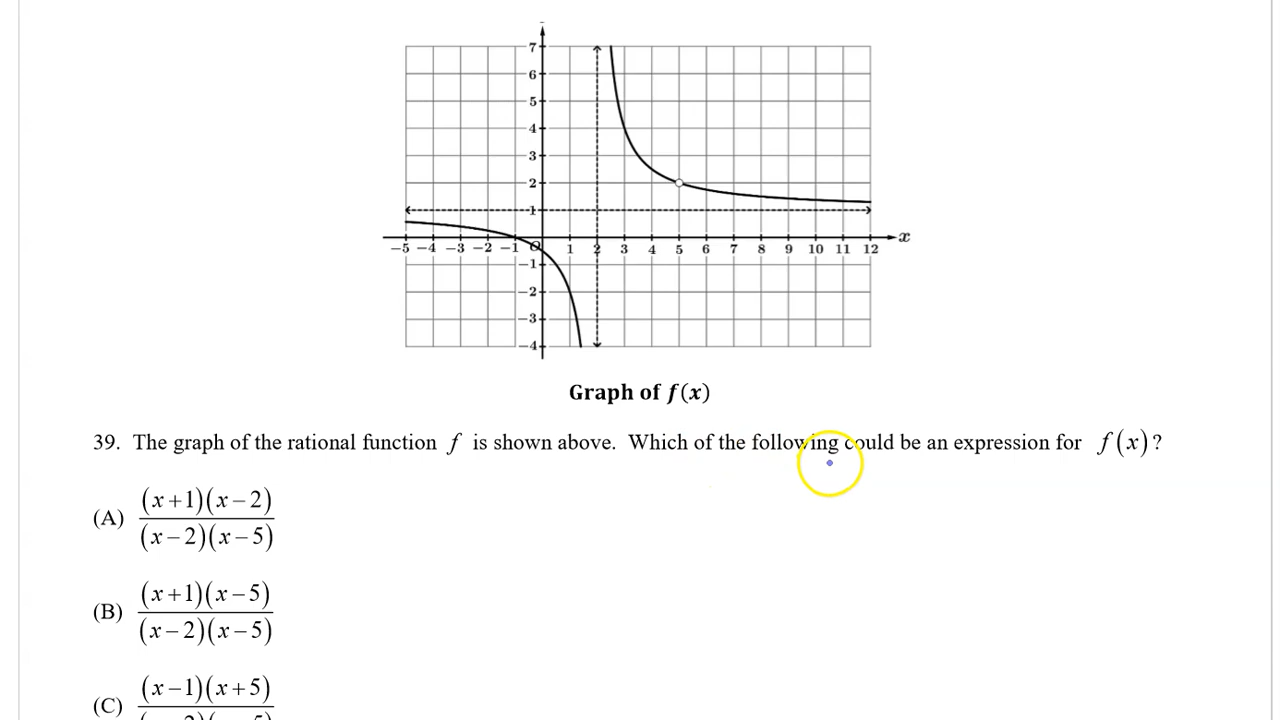 7
6
5
4
3
2
1
−5 −4 −3 −2 −1 O 1 2 3 4 5 6 7 8 9 10 11 12 x
−1
−2
−3
−4
Graph of f(x)
39. The graph of the rational function f is shown above. Which of the following could be an expression for f(x)?
(A) (x+1)(x−2)
(x−2)(x−5)
(B) (x+1)(x−5)
(x−2)(x−5)
(C) (x−1)(x+5)